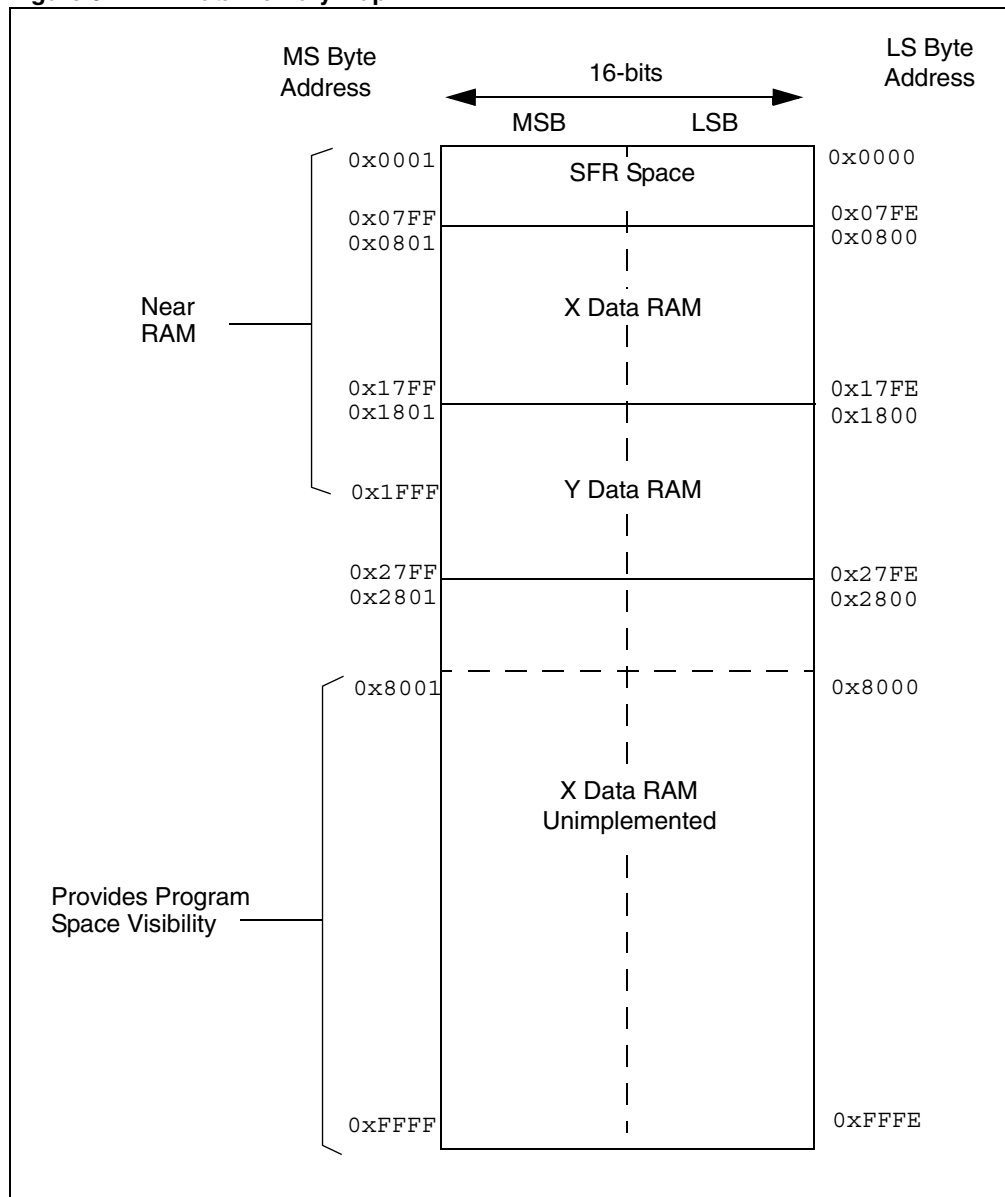 MS Byte
Address
LS Byte
Address
16-bits
MSB LSB
0x0001
0x0000
SFR Space
0x07FF
0x07FE
0x0801
0x0800
Near
RAM
X Data RAM
0x17FF
0x17FE
0x1801
0x1800
0x1FFF
Y Data RAM
0x27FF
0x27FE
0x2801
0x2800
0x8001
0x8000
X Data RAM
Unimplemented
Provides Program
Space Visibility
0xFFFF
0xFFFE